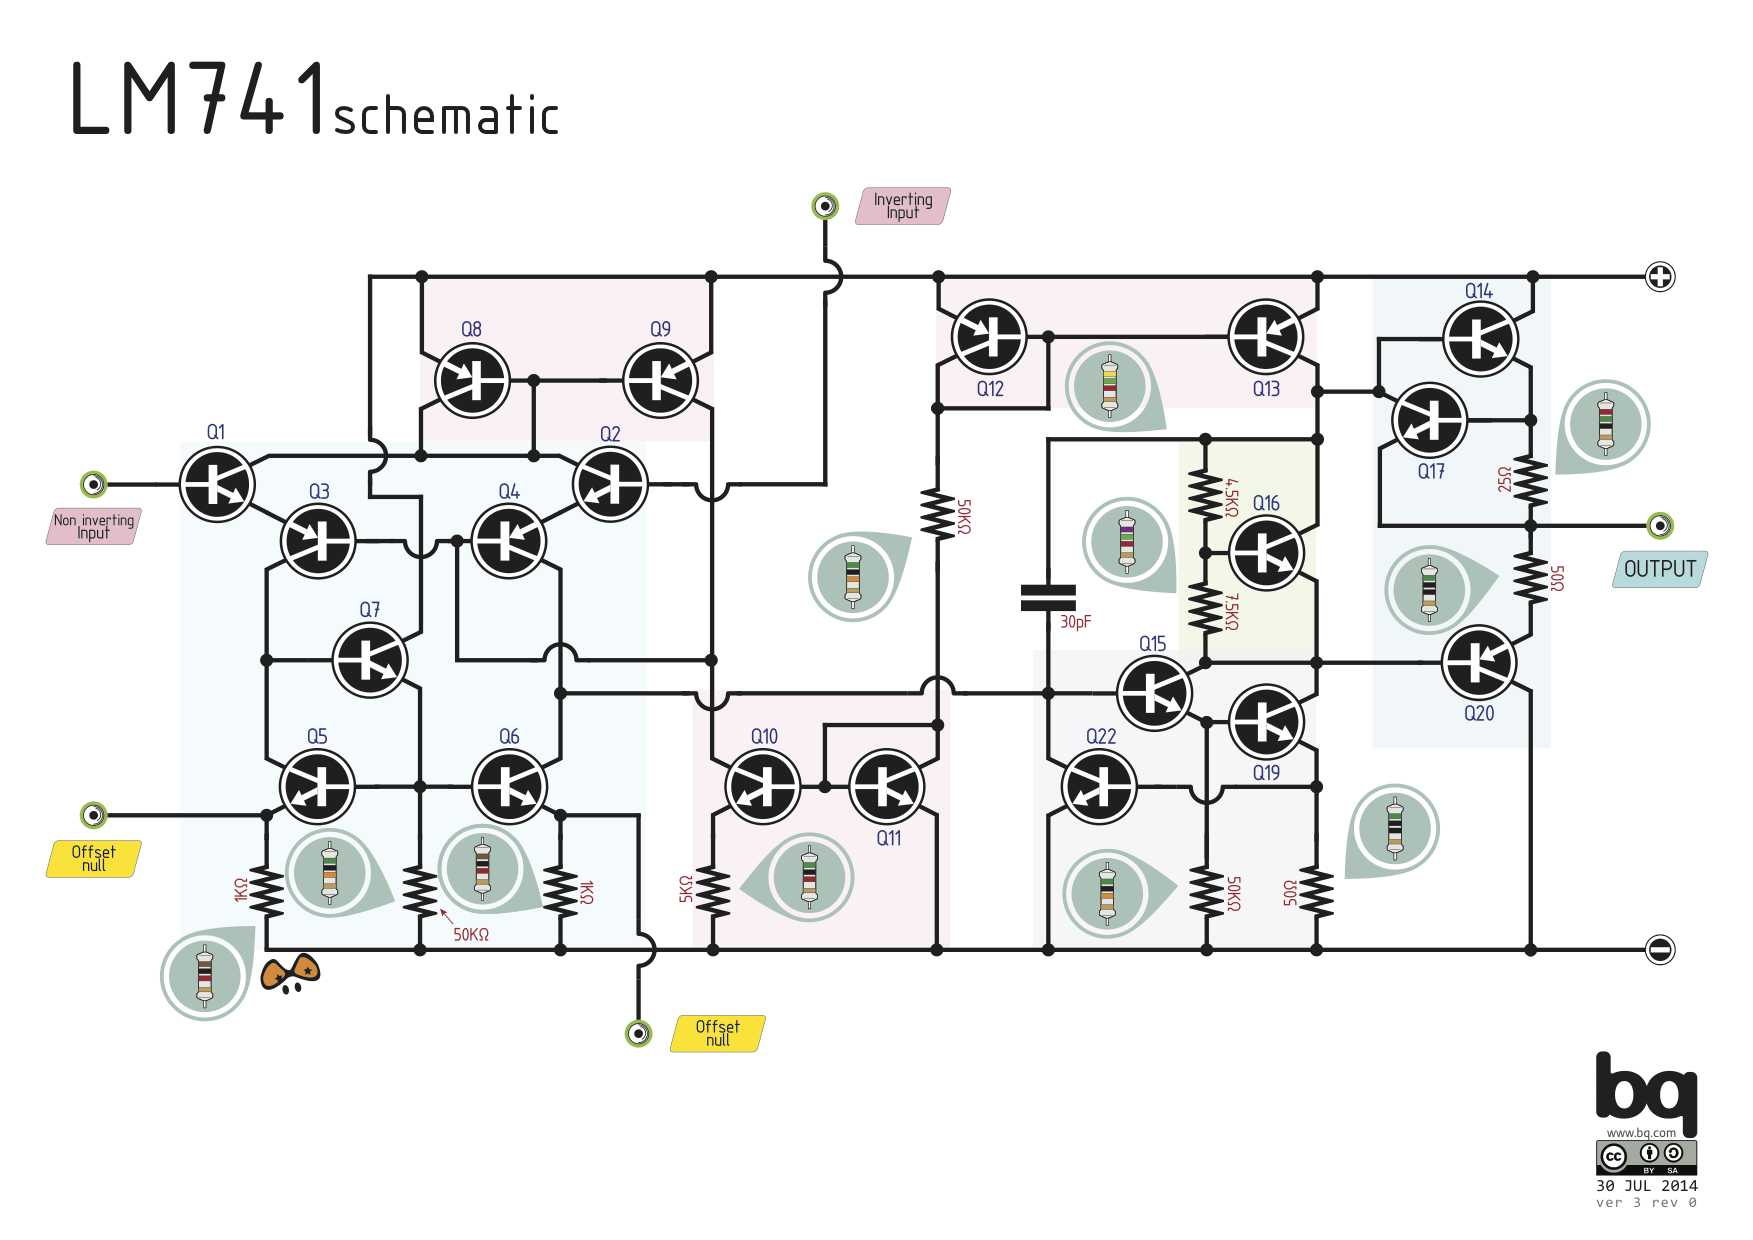 LM741 schematic
Inverting
Input
Q14
Q8
Q9
Q12
Q13
Q1
Q2
Q17
25Ω
Q3
Q4
4.5KΩ
Q16
50KΩ
Non inverting
Input
OUTPUT
50Ω
Q7
7.5KΩ
30pF
Q15
Q20
Q5
Q6
Q10
Q22
Q19
Q11
Offset
null
1KΩ
1KΩ
5KΩ
50KΩ
50Ω
50KΩ
Offset
null
bq
www.bq.com
cc
BY SA
30 JUL 2014
ver 3 rev 0